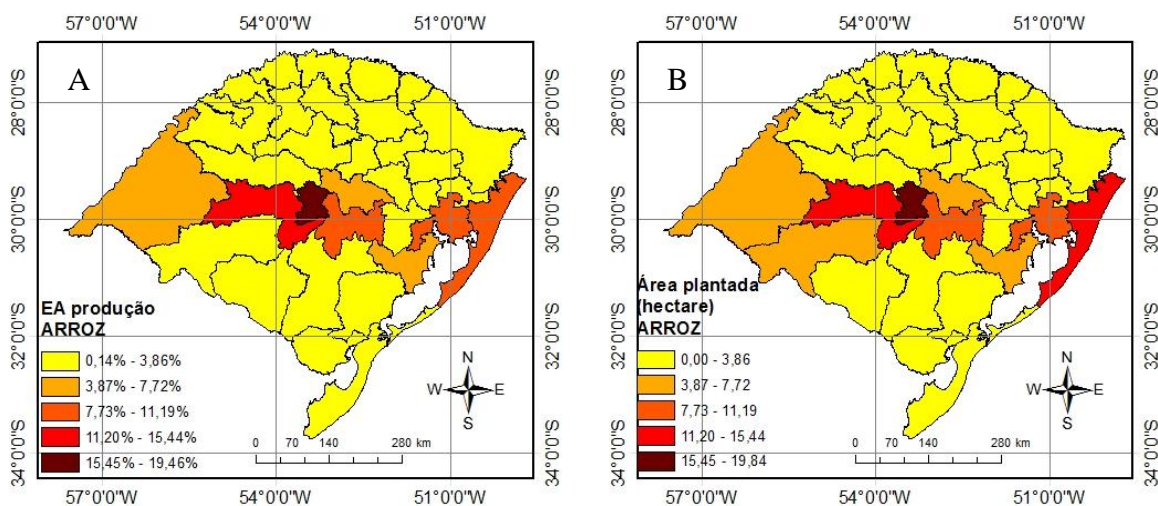 57°0'0"W 54°0'0"W 51°0'0"W
A
28°0'0"S
30°0'0"S
32°0'0"S
34°0'0"S
28°0'0"S
30°0'0"S
32°0'0"S
34°0'0"S
EA produção
ARROZ
0,14% - 3,86%
3,87% - 7,72%
7,73% - 11,19%
11,20% - 15,44%
15,45% - 19,46%
N
W E
S
0 70 140 280 km
57°0'0"W 54°0'0"W 51°0'0"W
57°0'0"W 54°0'0"W 51°0'0"W
B
28°0'0"S
30°0'0"S
32°0'0"S
34°0'0"S
28°0'0"S
30°0'0"S
32°0'0"S
34°0'0"S
Área plantada
(hectare)
ARROZ
0,00 - 3,86
3,87 - 7,72
7,73 - 11,19
11,20 - 15,44
15,45 - 19,84
N
W E
S
0 70 140 280 km
57°0'0"W 54°0'0"W 51°0'0"W